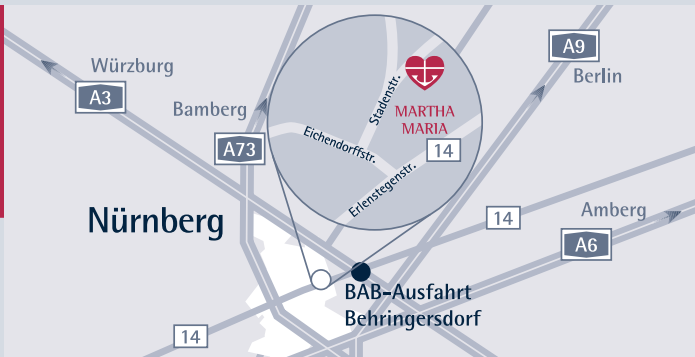 A9
Würzburg
Berlin
A3
Bamberg
Stadenstr.
MARTHA
MARIA
Eichendorffstr.
A73
14
Erlenstegenstr.
Nürnberg
14
Amberg
A6
BAB-Ausfahrt
Behringersdorf
14